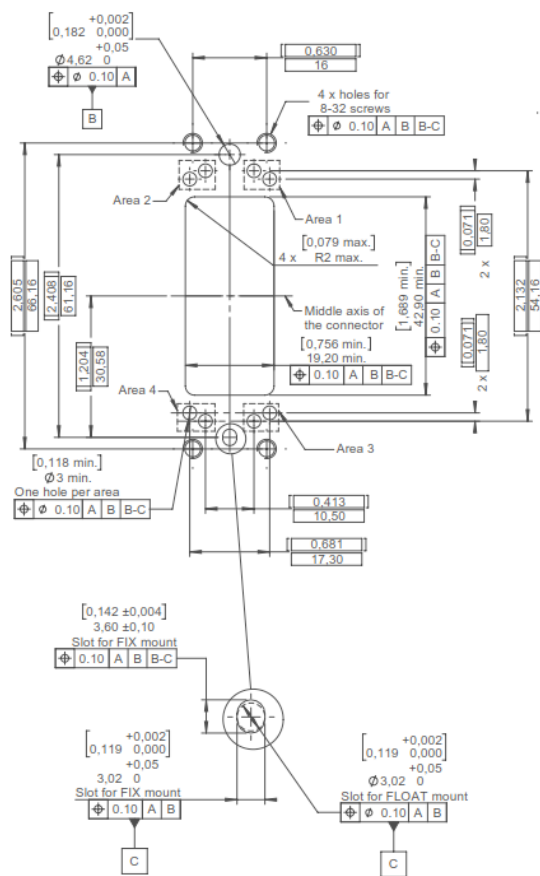 [0,182 +0,002 0,000]
Ø4,62 +0,05 0
⌖ Ø 0.10 A
B
[0,630]
16
4 x holes for
8-32 screws
⌖ Ø 0.10 A B B-C
Area 2
Area 1
[0,079 max.]
4 x R2 max.
[2,605]
66,16
[2,408]
61,16
[1,204]
30,58
Middle axis of
the connector
[0,756 min.]
19,20 min.
⌖ 0.10 A B B-C
[1,689 min.]
42,90 min.
⌖ 0.10 A B B-C
[0,071]
1,80
2 x
[2,132]
54,16
[0,071]
1,80
2 x
Area 4
Area 3
[0,118 min.]
Ø3 min.
One hole per area
⌖ Ø 0.10 A B B-C
[0,413]
10,50
[0,681]
17,30
[0,142 ±0,004]
3,60 ±0,10
Slot for FIX mount
⌖ 0.10 A B B-C
[0,119 +0,002 0,000]
3,02 +0,05 0
Slot for FIX mount
⌖ 0.10 A B
C
[0,119 +0,002 0,000]
Ø3,02 +0,05 0
Slot for FLOAT mount
⌖ Ø 0.10 A B
C